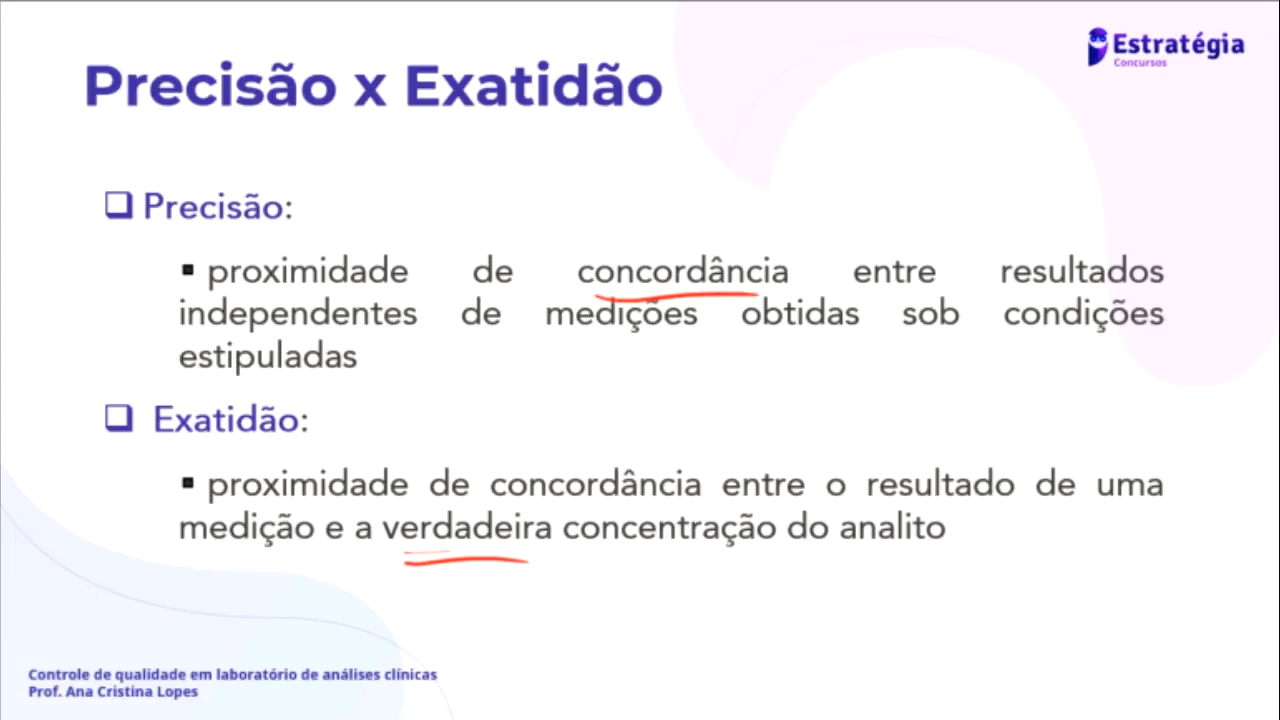 Estratégia
Concursos
Precisão x Exatidão
Precisão:
proximidade de concordância entre resultados
independentes de medições obtidas sob condições
estipuladas
Exatidão:
proximidade de concordância entre o resultado de uma
medição e a verdadeira concentração do analito
Controle de qualidade em laboratório de análises clínicas
Prof. Ana Cristina Lopes